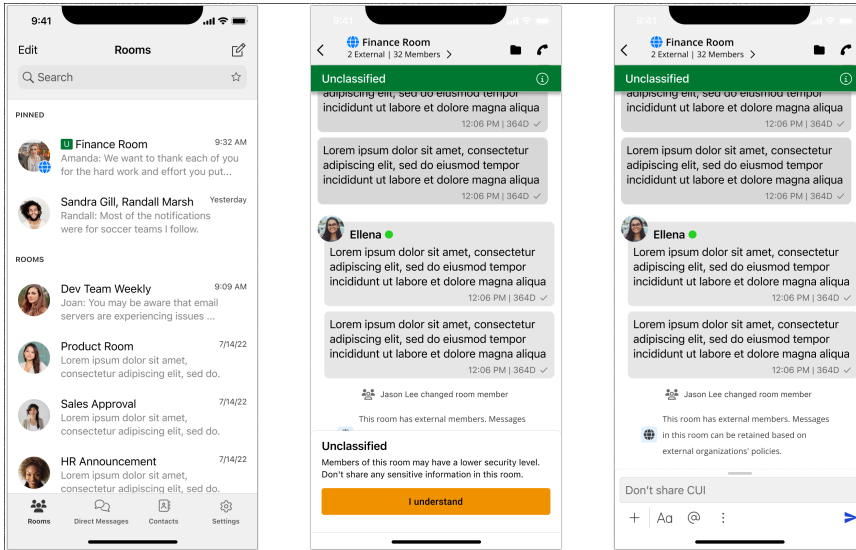 9:41
Edit
Rooms
Search
PINNED
U Finance Room
9:32 AM
Amanda: We want to thank each of you
for the hard work and effort you put...
Sandra Gill, Randall Marsh
Yesterday
Randall: Most of the notifications
were for soccer teams I follow.
ROOMS
Dev Team Weekly
9:09 AM
Joan: You may be aware that email
servers are experiencing issues ...
Product Room
7/14/22
Lorem ipsum dolor sit amet,
consectetur adipiscing elit, sed do.
Sales Approval
7/14/22
Lorem ipsum dolor sit amet,
consectetur adipiscing elit, sed do.
HR Announcement
7/14/22
Lorem ipsum dolor sit amet,
consectetur adipiscing elit, sed do.
Rooms
Direct Messages
Contacts
Settings
9:41
Finance Room
2 External | 32 Members
Unclassified
adipiscing elit, sed do eiusmod tempor
incididunt ut labore et dolore magna aliqua
12:06 PM | 364D
Lorem ipsum dolor sit amet, consectetur
adipiscing elit, sed do eiusmod tempor
incididunt ut labore et dolore magna aliqua
12:06 PM | 364D
Ellena
Lorem ipsum dolor sit amet, consectetur
adipiscing elit, sed do eiusmod tempor
incididunt ut labore et dolore magna aliqua
12:06 PM | 364D
Lorem ipsum dolor sit amet, consectetur
adipiscing elit, sed do eiusmod tempor
incididunt ut labore et dolore magna aliqua
12:06 PM | 364D
Jason Lee changed room member
This room has external members. Messages
Unclassified
Members of this room may have a lower security level.
Don't share any sensitive information in this room.
I understand
9:41
Finance Room
2 External | 32 Members
Unclassified
adipiscing elit, sed do eiusmod tempor
incididunt ut labore et dolore magna aliqua
12:06 PM | 364D
Lorem ipsum dolor sit amet, consectetur
adipiscing elit, sed do eiusmod tempor
incididunt ut labore et dolore magna aliqua
12:06 PM | 364D
Ellena
Lorem ipsum dolor sit amet, consectetur
adipiscing elit, sed do eiusmod tempor
incididunt ut labore et dolore magna aliqua
12:06 PM | 364D
Lorem ipsum dolor sit amet, consectetur
adipiscing elit, sed do eiusmod tempor
incididunt ut labore et dolore magna aliqua
12:06 PM | 364D
Jason Lee changed room member
This room has external members. Messages
in this room can be retained based on
external organizations' policies.
Don't share CUI
Aa @